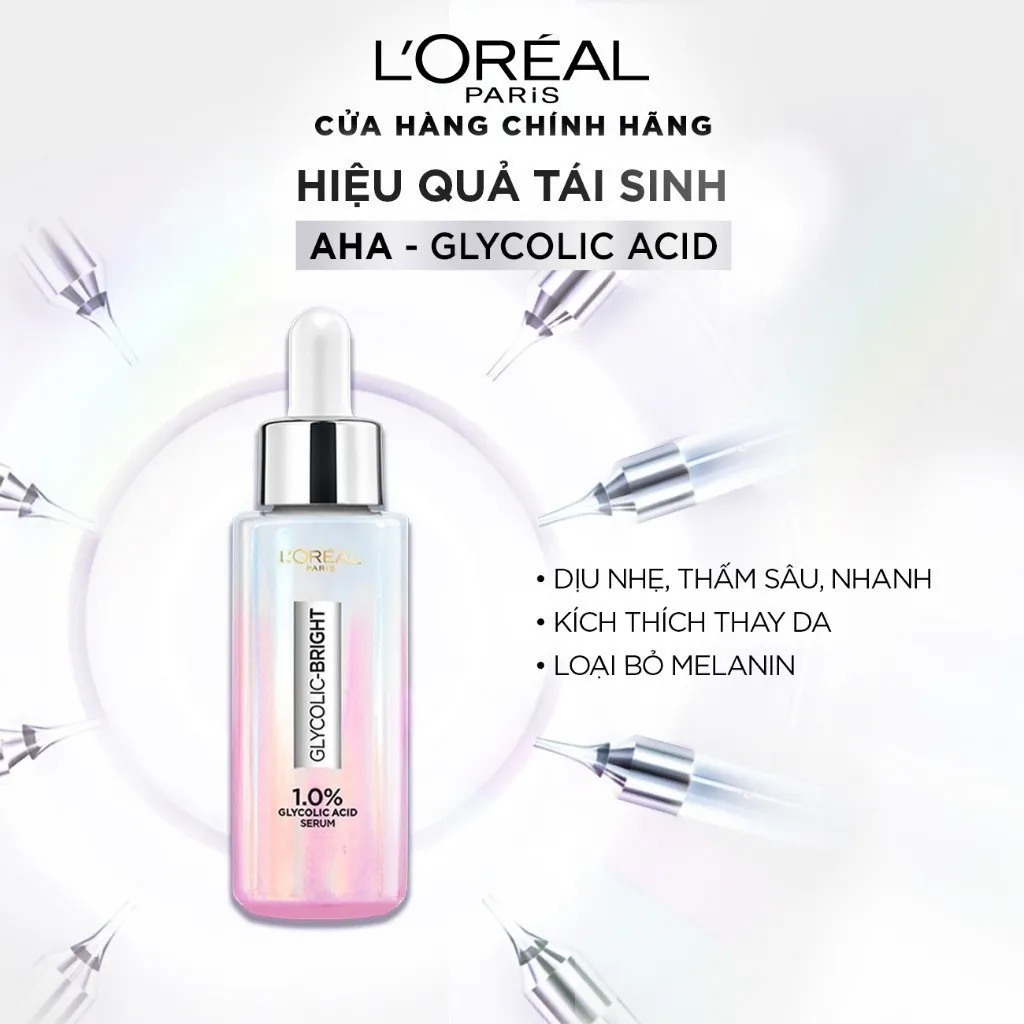 L'ORÉAL
PARiS
CỬA HÀNG CHÍNH HÃNG
HIỆU QUẢ TÁI SINH
AHA - GLYCOLIC ACID
L'ORÉAL
PARIS
GLYCOLIC-BRIGHT
1.0%
GLYCOLIC ACID
SERUM
• DỊU NHẸ, THẤM SÂU, NHANH
• KÍCH THÍCH THAY DA
• LOẠI BỎ MELANIN